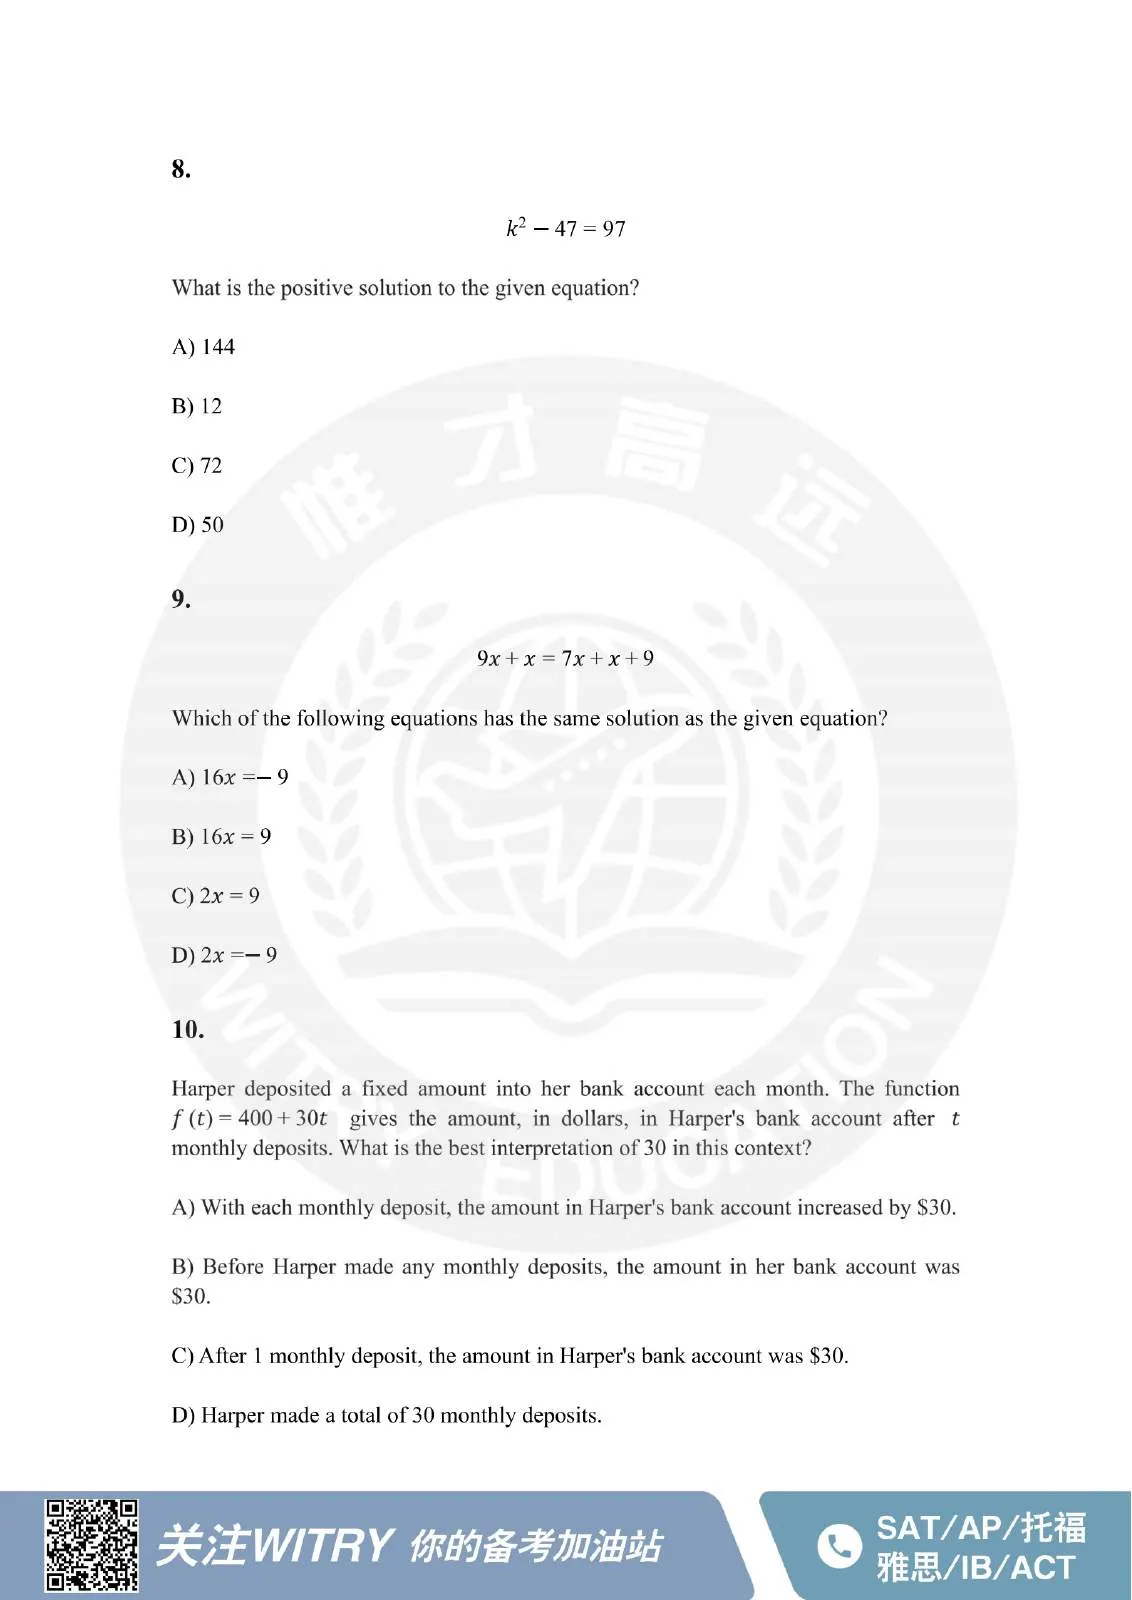 8.
k² − 47 = 97
What is the positive solution to the given equation?
A) 144
B) 12
C) 72
D) 50
9.
9x + x = 7x + x + 9
Which of the following equations has the same solution as the given equation?
A) 16x =− 9
B) 16x = 9
C) 2x = 9
D) 2x =− 9
10.
Harper deposited a fixed amount into her bank account each month. The function
f (t) = 400 + 30t gives the amount, in dollars, in Harper's bank account after t
monthly deposits. What is the best interpretation of 30 in this context?
A) With each monthly deposit, the amount in Harper's bank account increased by $30.
B) Before Harper made any monthly deposits, the amount in her bank account was
$30.
C) After 1 monthly deposit, the amount in Harper's bank account was $30.
D) Harper made a total of 30 monthly deposits.
惟才高远
WITRY EDUCATION
关注WITRY 你的备考加油站
SAT/AP/托福
雅思/IB/ACT